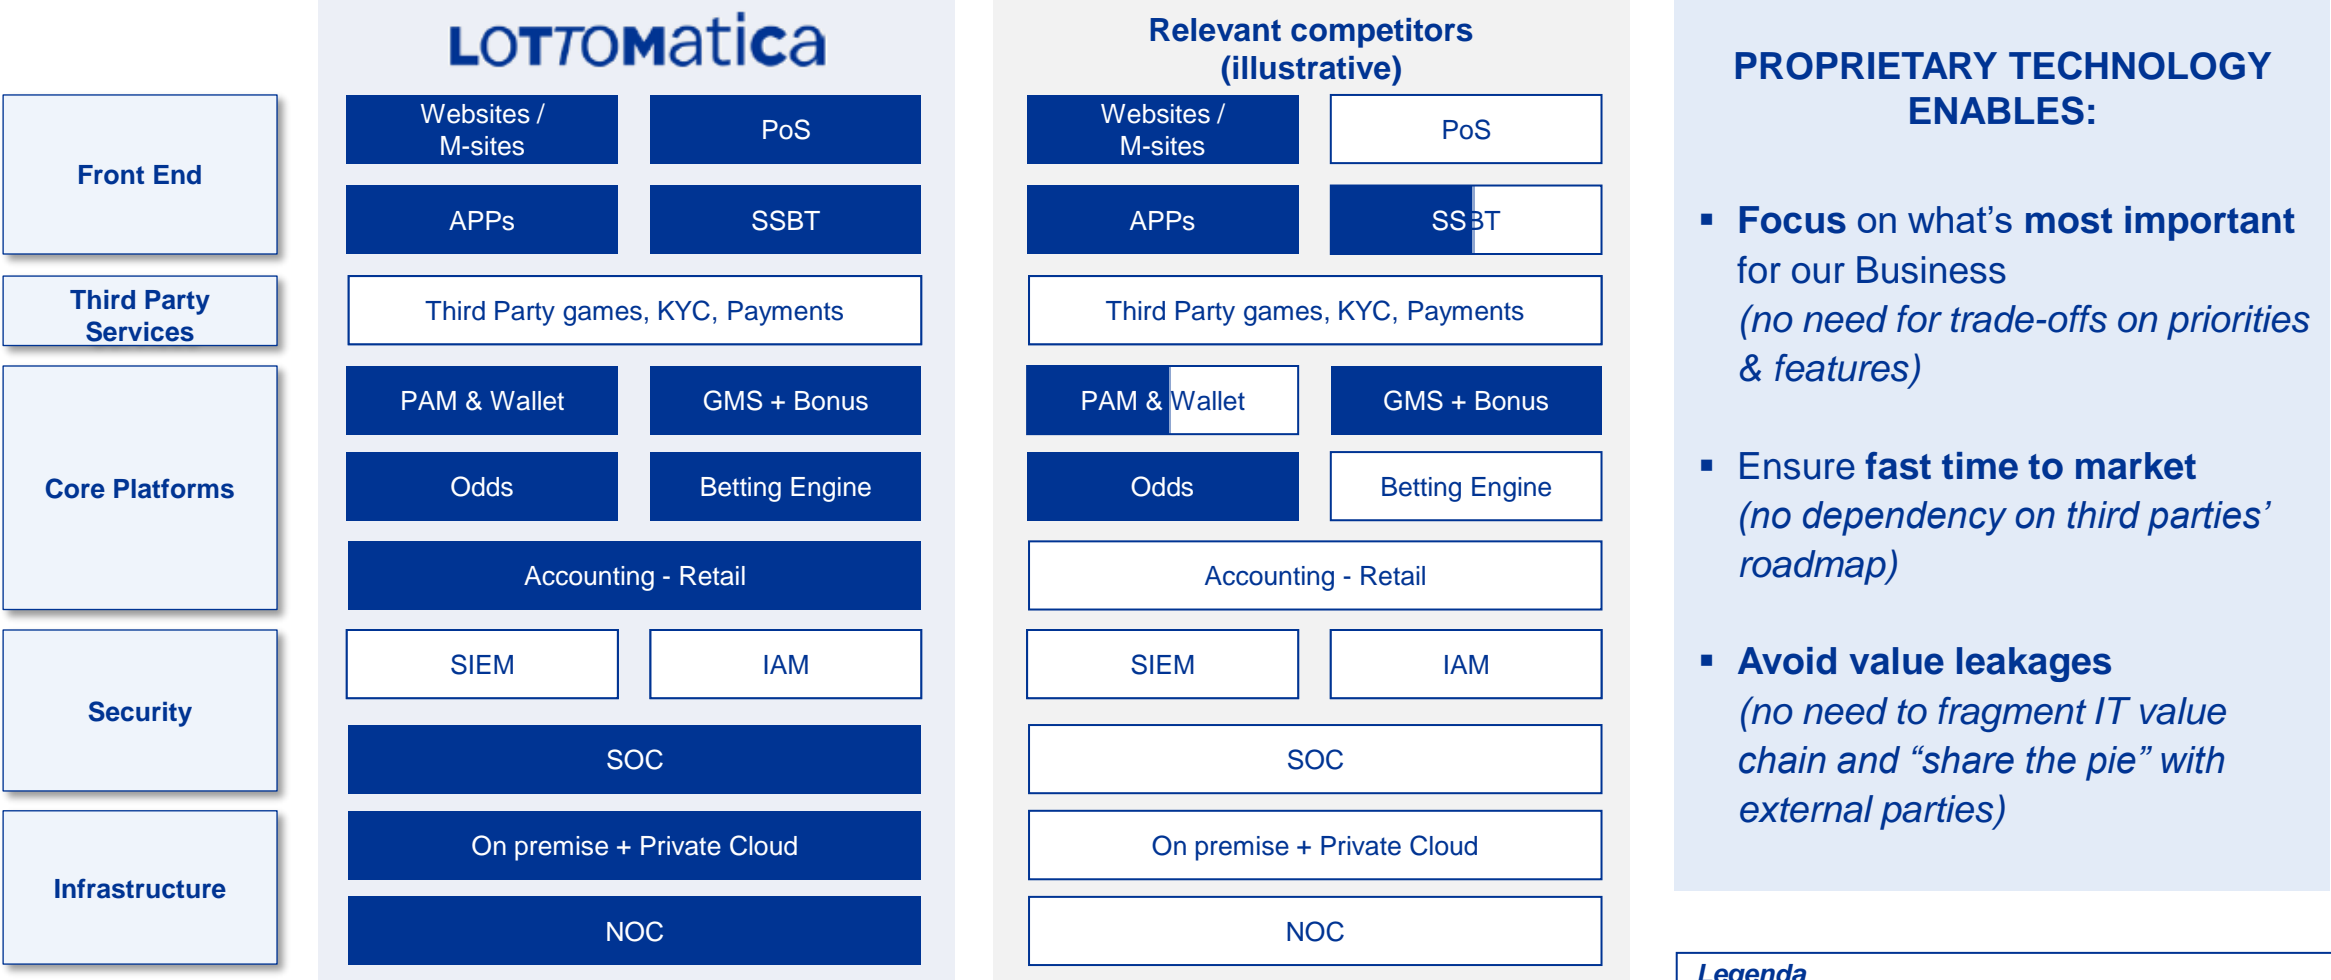 LOTTOMATICA
Relevant competitors
(illustrative)
Front End
Websites /
M-sites
PoS
APPs
SSBT
Websites /
M-sites
PoS
APPs
SSBT
Third Party
Services
Third Party games, KYC, Payments
Third Party games, KYC, Payments
Core Platforms
PAM & Wallet
GMS + Bonus
Odds
Betting Engine
Accounting - Retail
PAM & Wallet
GMS + Bonus
Odds
Betting Engine
Accounting - Retail
Security
SIEM
IAM
SOC
SIEM
IAM
SOC
Infrastructure
On premise + Private Cloud
NOC
On premise + Private Cloud
NOC
PROPRIETARY TECHNOLOGY
ENABLES:
▪ Focus on what’s most important
for our Business
(no need for trade-offs on priorities
& features)
▪ Ensure fast time to market
(no dependency on third parties’
roadmap)
▪ Avoid value leakages
(no need to fragment IT value
chain and “share the pie” with
external parties)
Legenda